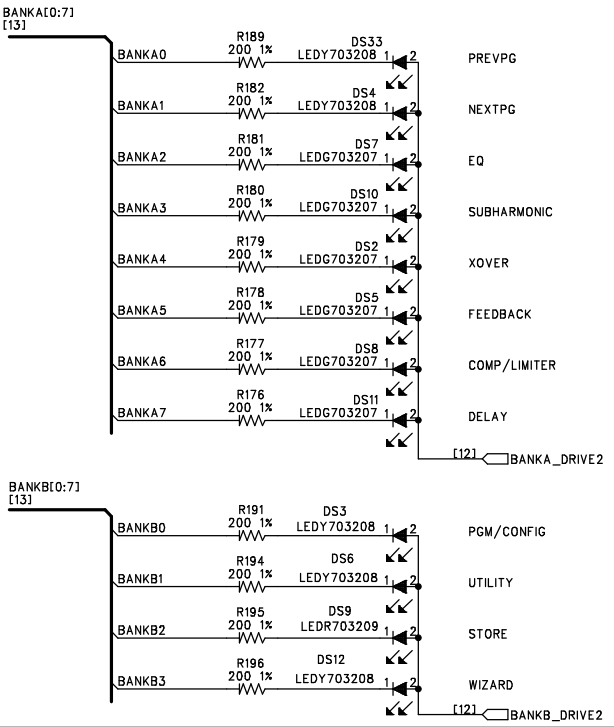 BANKA[0:7]
[13]
BANKA0 R189 200 1% DS33 LEDY703208 1 2 PREVPG
BANKA1 R182 200 1% DS4 LEDY703208 1 2 NEXTPG
BANKA2 R181 200 1% DS7 LEDG703207 1 2 EQ
BANKA3 R180 200 1% DS10 LEDG703207 1 2 SUBHARMONIC
BANKA4 R179 200 1% DS2 LEDG703207 1 2 XOVER
BANKA5 R178 200 1% DS5 LEDG703207 1 2 FEEDBACK
BANKA6 R177 200 1% DS8 LEDG703207 1 2 COMP/LIMITER
BANKA7 R176 200 1% DS11 LEDG703207 1 2 DELAY
[12] BANKA_DRIVE2
BANKB[0:7]
[13]
BANKB0 R191 200 1% DS3 LEDY703208 1 2 PGM/CONFIG
BANKB1 R194 200 1% DS6 LEDY703208 1 2 UTILITY
BANKB2 R195 200 1% DS9 LEDR703209 1 2 STORE
BANKB3 R196 200 1% DS12 LEDY703208 1 2 WIZARD
[12] BANKB_DRIVE2